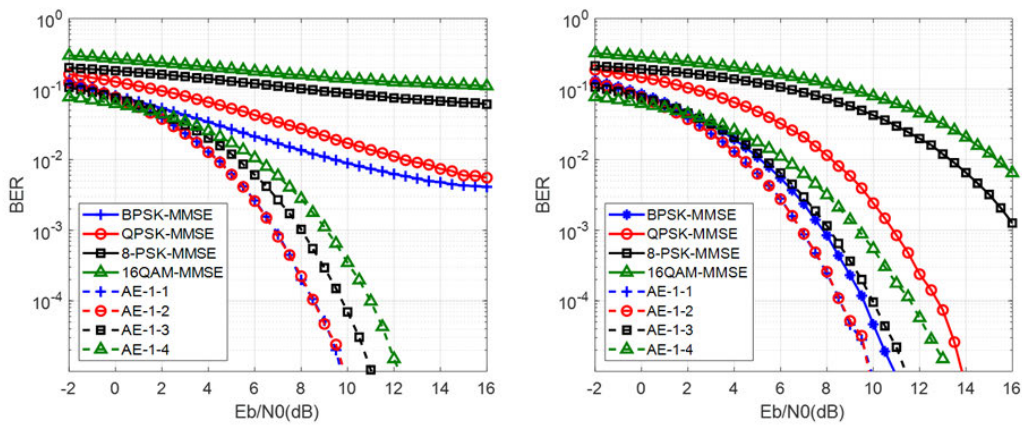 10^0
10^-1
10^-2
10^-3
10^-4
BER
BPSK-MMSE
QPSK-MMSE
8-PSK-MMSE
16QAM-MMSE
AE-1-1
AE-1-2
AE-1-3
AE-1-4
-2 0 2 4 6 8 10 12 14 16
Eb/N0(dB)
10^0
10^-1
10^-2
10^-3
10^-4
BER
BPSK-MMSE
QPSK-MMSE
8-PSK-MMSE
16QAM-MMSE
AE-1-1
AE-1-2
AE-1-3
AE-1-4
-2 0 2 4 6 8 10 12 14 16
Eb/N0(dB)